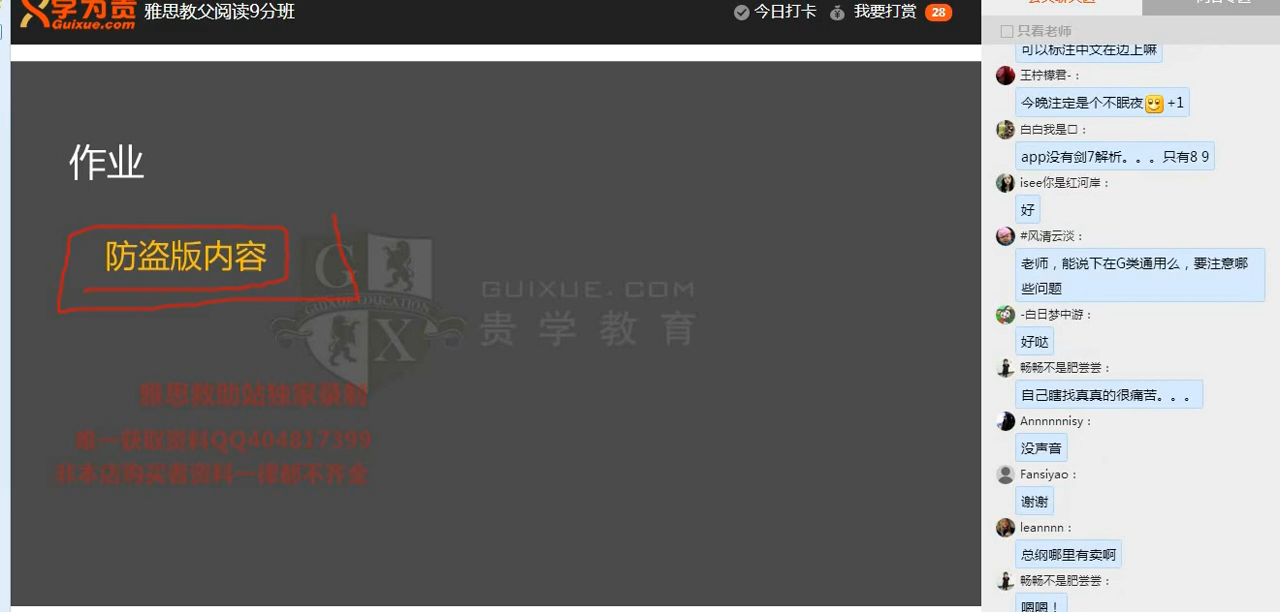 学为贵
Guixue.com
雅思教父阅读9分班
今日打卡
我要打赏 28
作业
防盗版内容
G
GUIXUE EDUCATION
X
GUIXUE.COM
贵学教育
雅思救助站独家录制
唯一获取资料QQ404817399
非本店购买者资料一律都不齐全
只看老师
可以标注中文在边上嘛
王柠檬君-：
今晚注定是个不眠夜 +1
白白我是口：
app没有剑7解析。。。只有8 9
isee你是红河岸：
好
#风清云淡：
老师，能说下在G类通用么，要注意哪
些问题
-白日梦中游：
好哒
畅畅不是肥尝尝：
自己瞎找真真的很痛苦。。。
Annnnnnisy：
没声音
Fansiyao：
谢谢
leannnn：
总纲哪里有卖啊
畅畅不是肥尝尝：
嗯嗯！